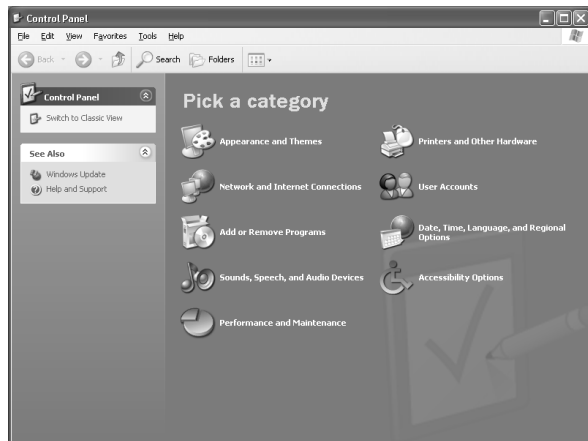 Control Panel
File Edit View Favorites Tools Help
Back Search Folders
Control Panel
Switch to Classic View
See Also
Windows Update
Help and Support
Pick a category
Appearance and Themes
Printers and Other Hardware
Network and Internet Connections
User Accounts
Add or Remove Programs
Date, Time, Language, and Regional
Options
Sounds, Speech, and Audio Devices
Accessibility Options
Performance and Maintenance